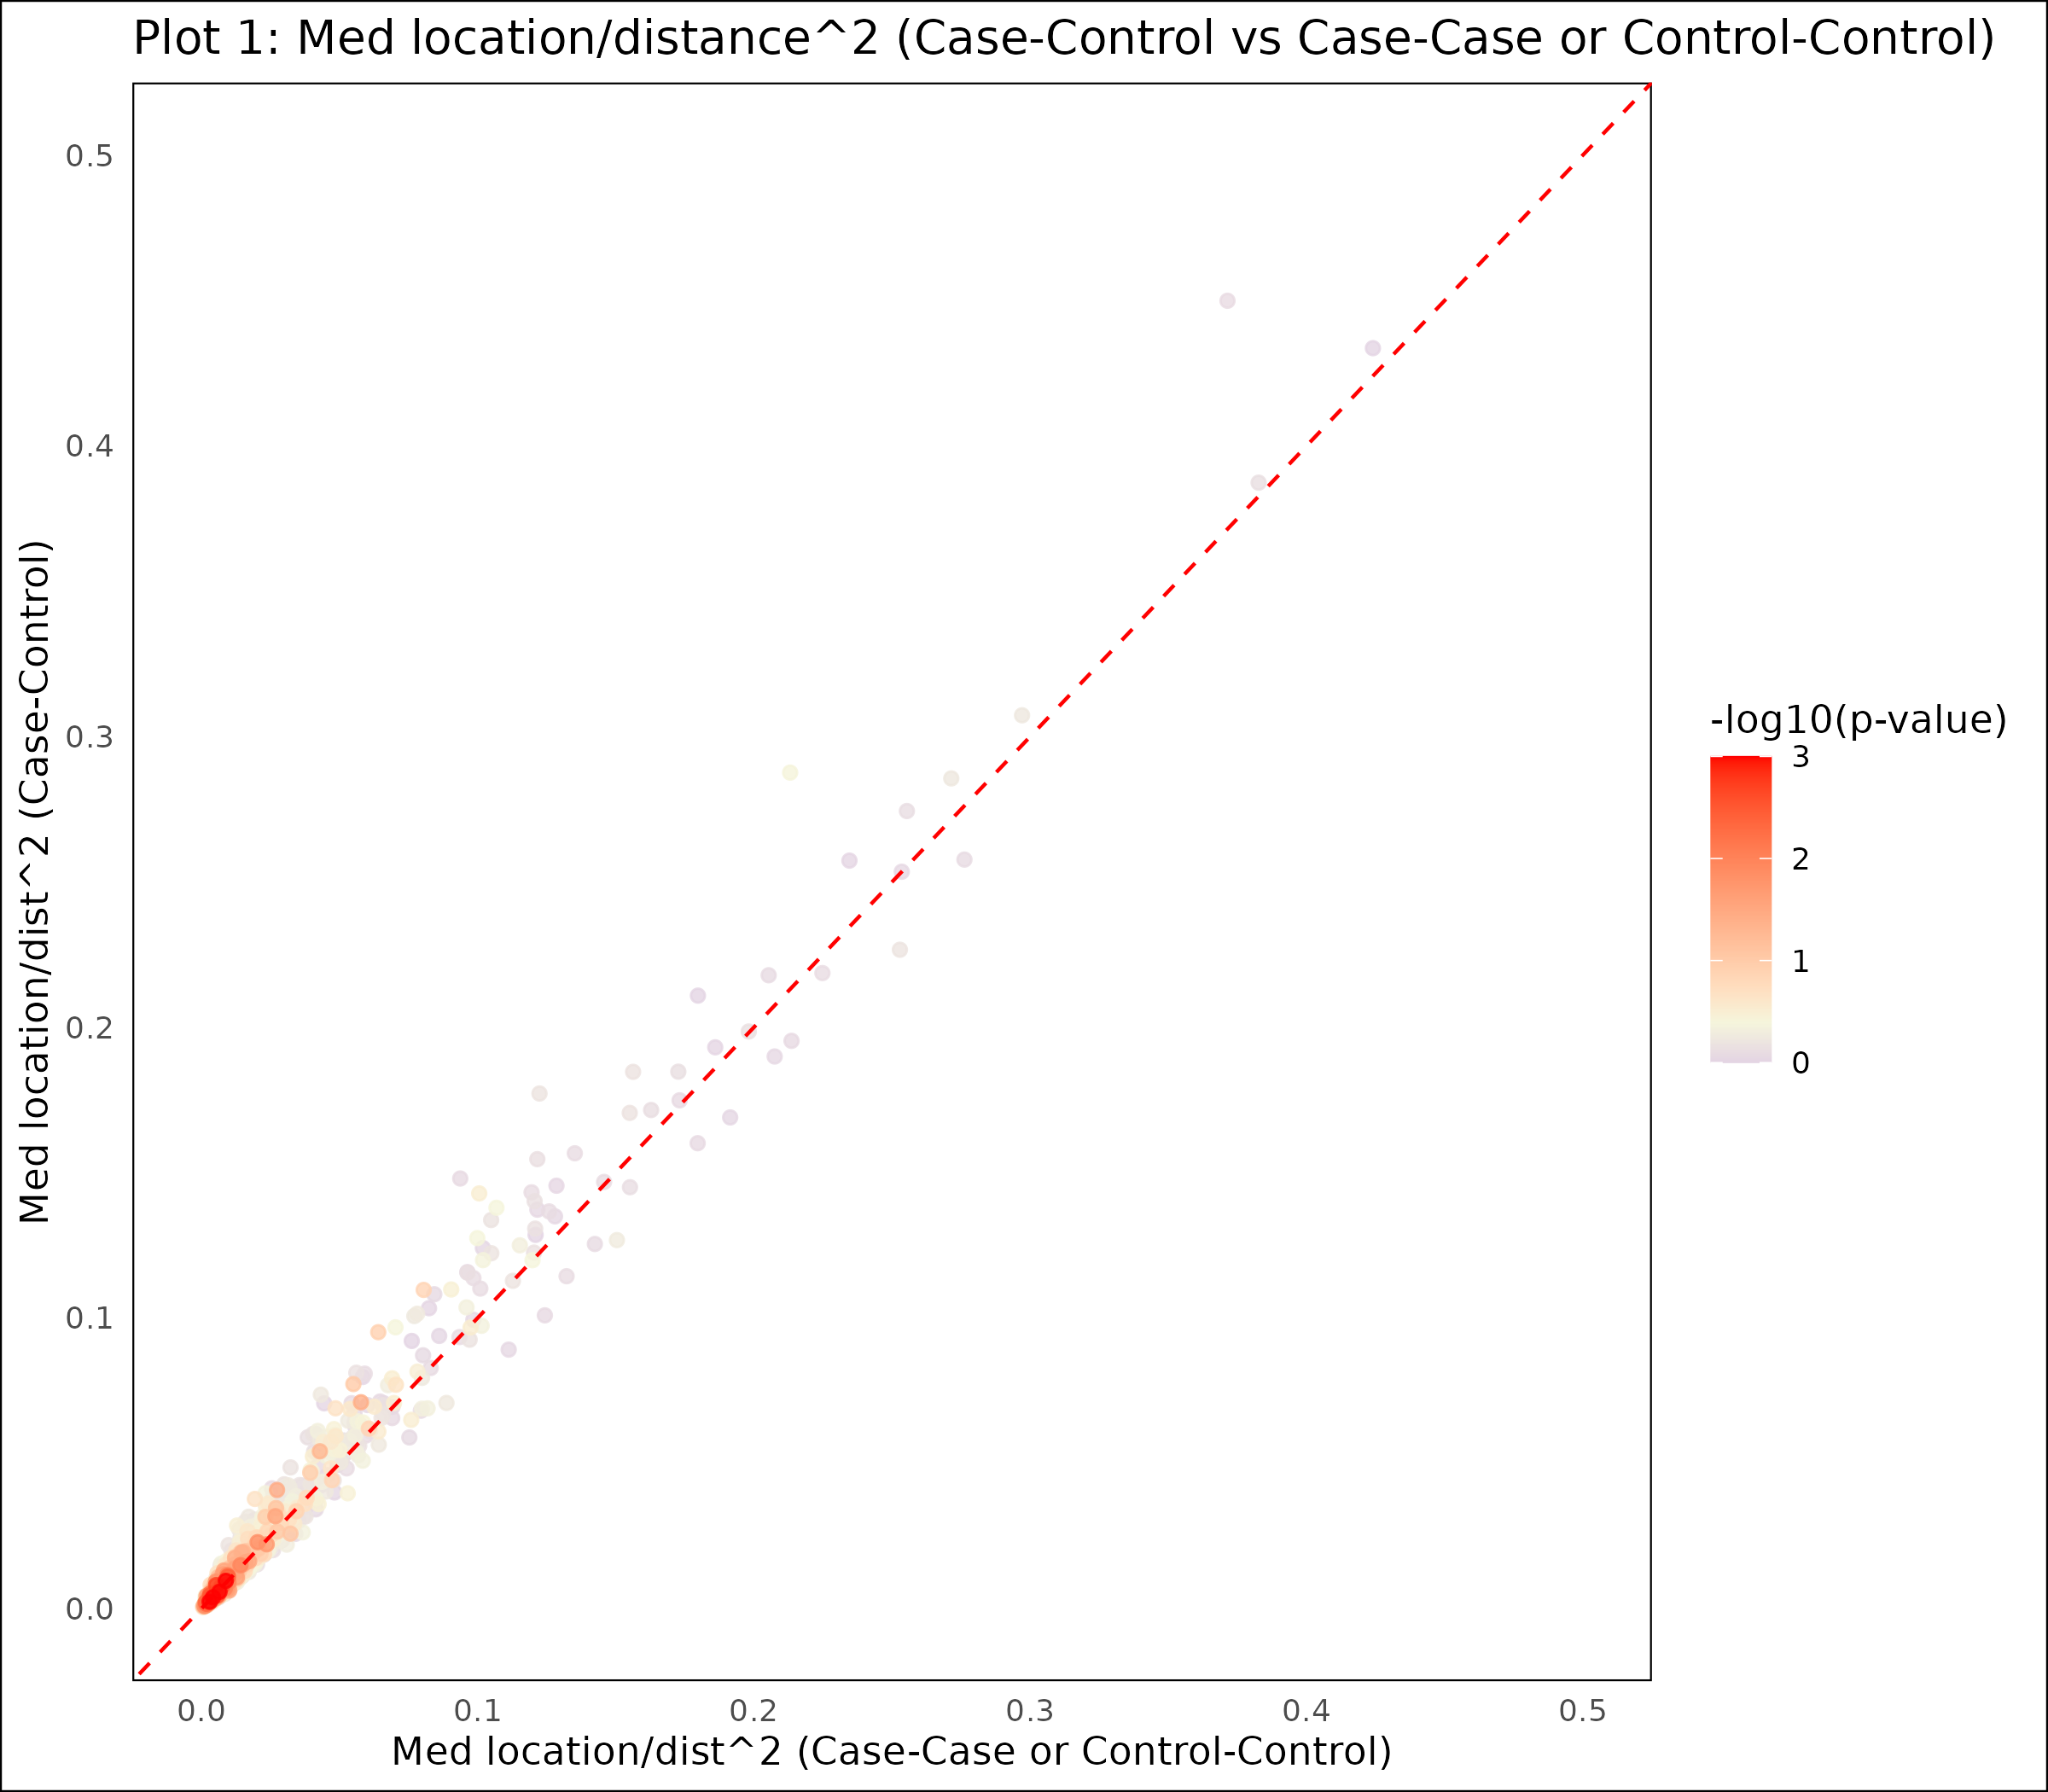 Plot 1: Med location/distance^2 (Case-Control vs Case-Case or Control-Control)
Med location/dist^2 (Case-Control)
0.5
0.4
0.3
0.2
0.1
0.0
0.0 0.1 0.2 0.3 0.4 0.5
Med location/dist^2 (Case-Case or Control-Control)
-log10(p-value)
3
2
1
0